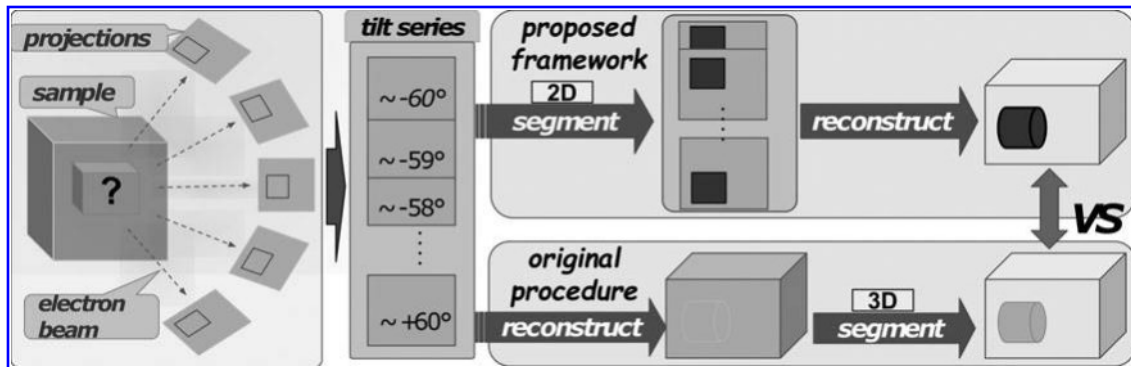 projections
sample
?
electron
beam
tilt series
~ -60°
~ -59°
~ -58°
~ +60°
proposed
framework
2D
segment
reconstruct
VS
original
procedure
reconstruct
3D
segment